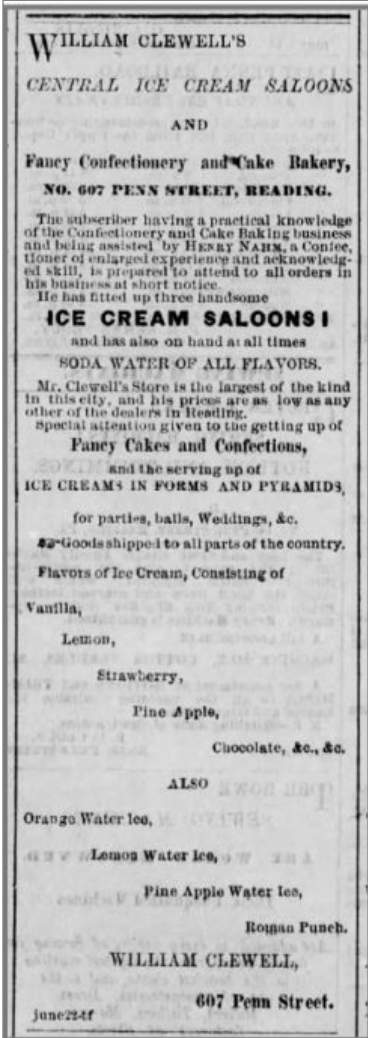 WILLIAM CLEWELL'S
CENTRAL ICE CREAM SALOONS
AND
Fancy Confectionery and Cake Bakery,
NO. 607 PENN STREET, READING.
The subscriber having a practical knowledge
of the Confectionery and Cake Baking business
and being assisted by HENRY NAHM, a Confec,
tioner of enlarged experience and acknowledg-
ed skill, is prepared to attend to all orders in
his business at short notice.
He has fitted up three handsome
ICE CREAM SALOONS!
and has also on hand at all times
SODA WATER OF ALL FLAVORS.
Mr. Clewell's Store is the largest of the kind
in this city, and his prices are as low as any
other of the dealers in Reading.
Special attention given to the getting up of
Fancy Cakes and Confections,
and the serving up of
ICE CREAMS IN FORMS AND PYRAMIDS,
for parties, balls, Weddings, &c.
Goods shipped to all parts of the country.
Flavors of Ice Cream, Consisting of
Vanilla,
Lemon,
Strawberry,
Pine Apple,
Chocolate, &c., &c.
ALSO
Orange Water Ice,
Lemon Water Ice,
Pine Apple Water Ice,
Roman Punch.
WILLIAM CLEWELL,
607 Penn Street.
june22-tf